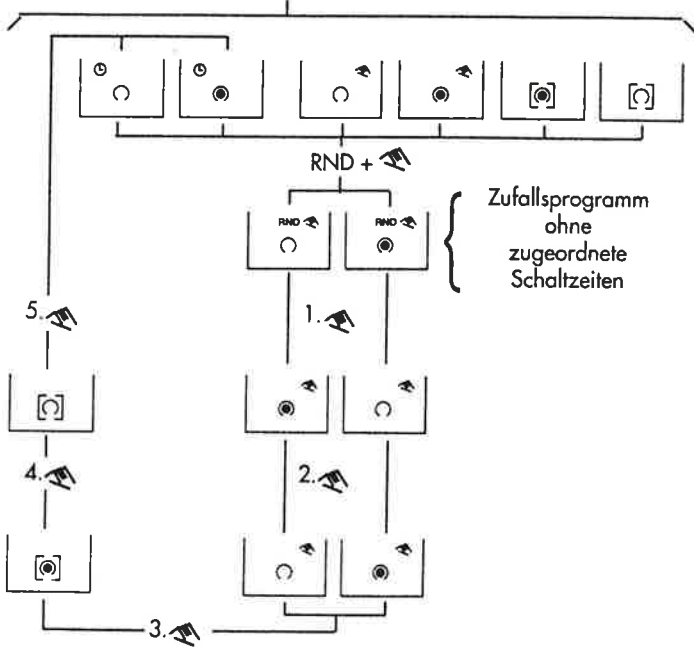 RND +
RND
RND
Zufallsprogramm
ohne
zugeordnete
Schaltzeiten
1.
5.
4.
2.
3.